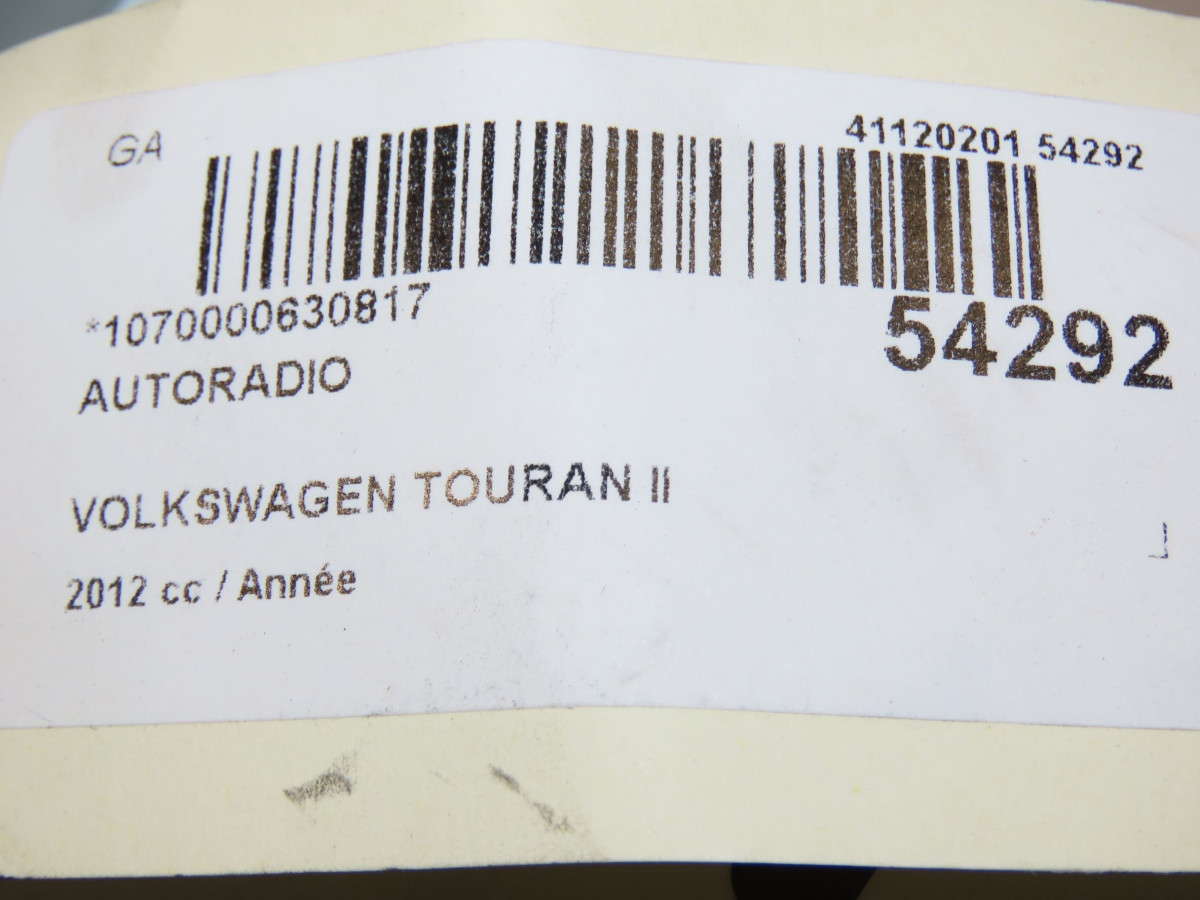 GA
41120201 54292
*1070000630817
54292
AUTORADIO
VOLKSWAGEN TOURAN II
2012 cc / Année